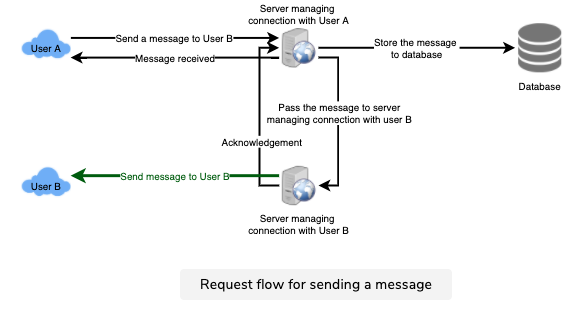 Server managing
connection with User A
User A
Send a message to User B
Message received
Store the message
to database
Database
Pass the message to server
managing connection with user B
Acknowledgement
User B
Send message to User B
Server managing
connection with User B
Request flow for sending a message